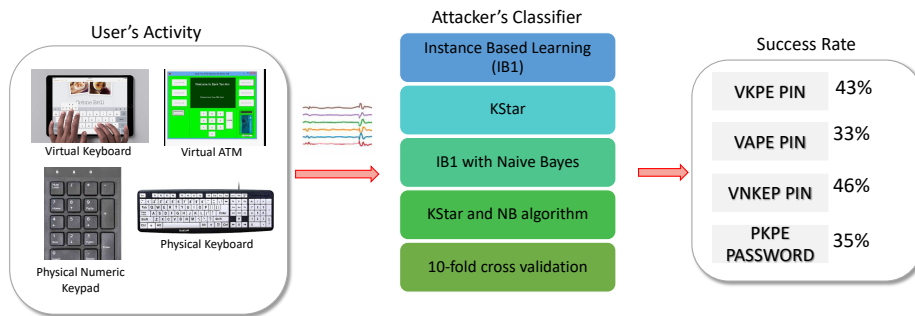 User's Activity
Attacker's Classifier
Success Rate
Virtual Keyboard
Virtual ATM
Physical Numeric
Keypad
Physical Keyboard
Instance Based Learning
(IB1)
KStar
IB1 with Naive Bayes
KStar and NB algorithm
10-fold cross validation
VKPE PIN
43%
VAPE PIN
33%
VNKEP PIN
46%
PKPE
PASSWORD
35%